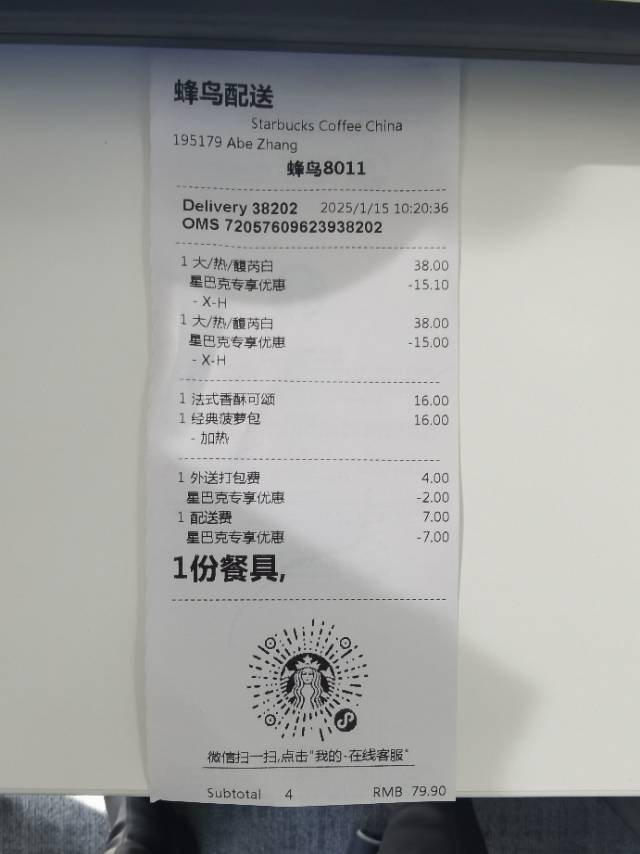 蜂鸟配送
Starbucks Coffee China
195179 Abe Zhang
蜂鸟8011
Delivery 38202 2025/1/15 10:20:36
OMS 72057609623938202
1 大/热/馥芮白 38.00
星巴克专享优惠 -15.10
- X-H
1 大/热/馥芮白 38.00
星巴克专享优惠 -15.00
- X-H
1 法式香酥可颂 16.00
1 经典菠萝包 16.00
- 加热
1 外送打包费 4.00
星巴克专享优惠 -2.00
1 配送费 7.00
星巴克专享优惠 -7.00
1份餐具,
微信扫一扫,点击"我的-在线客服"
Subtotal 4 RMB 79.90